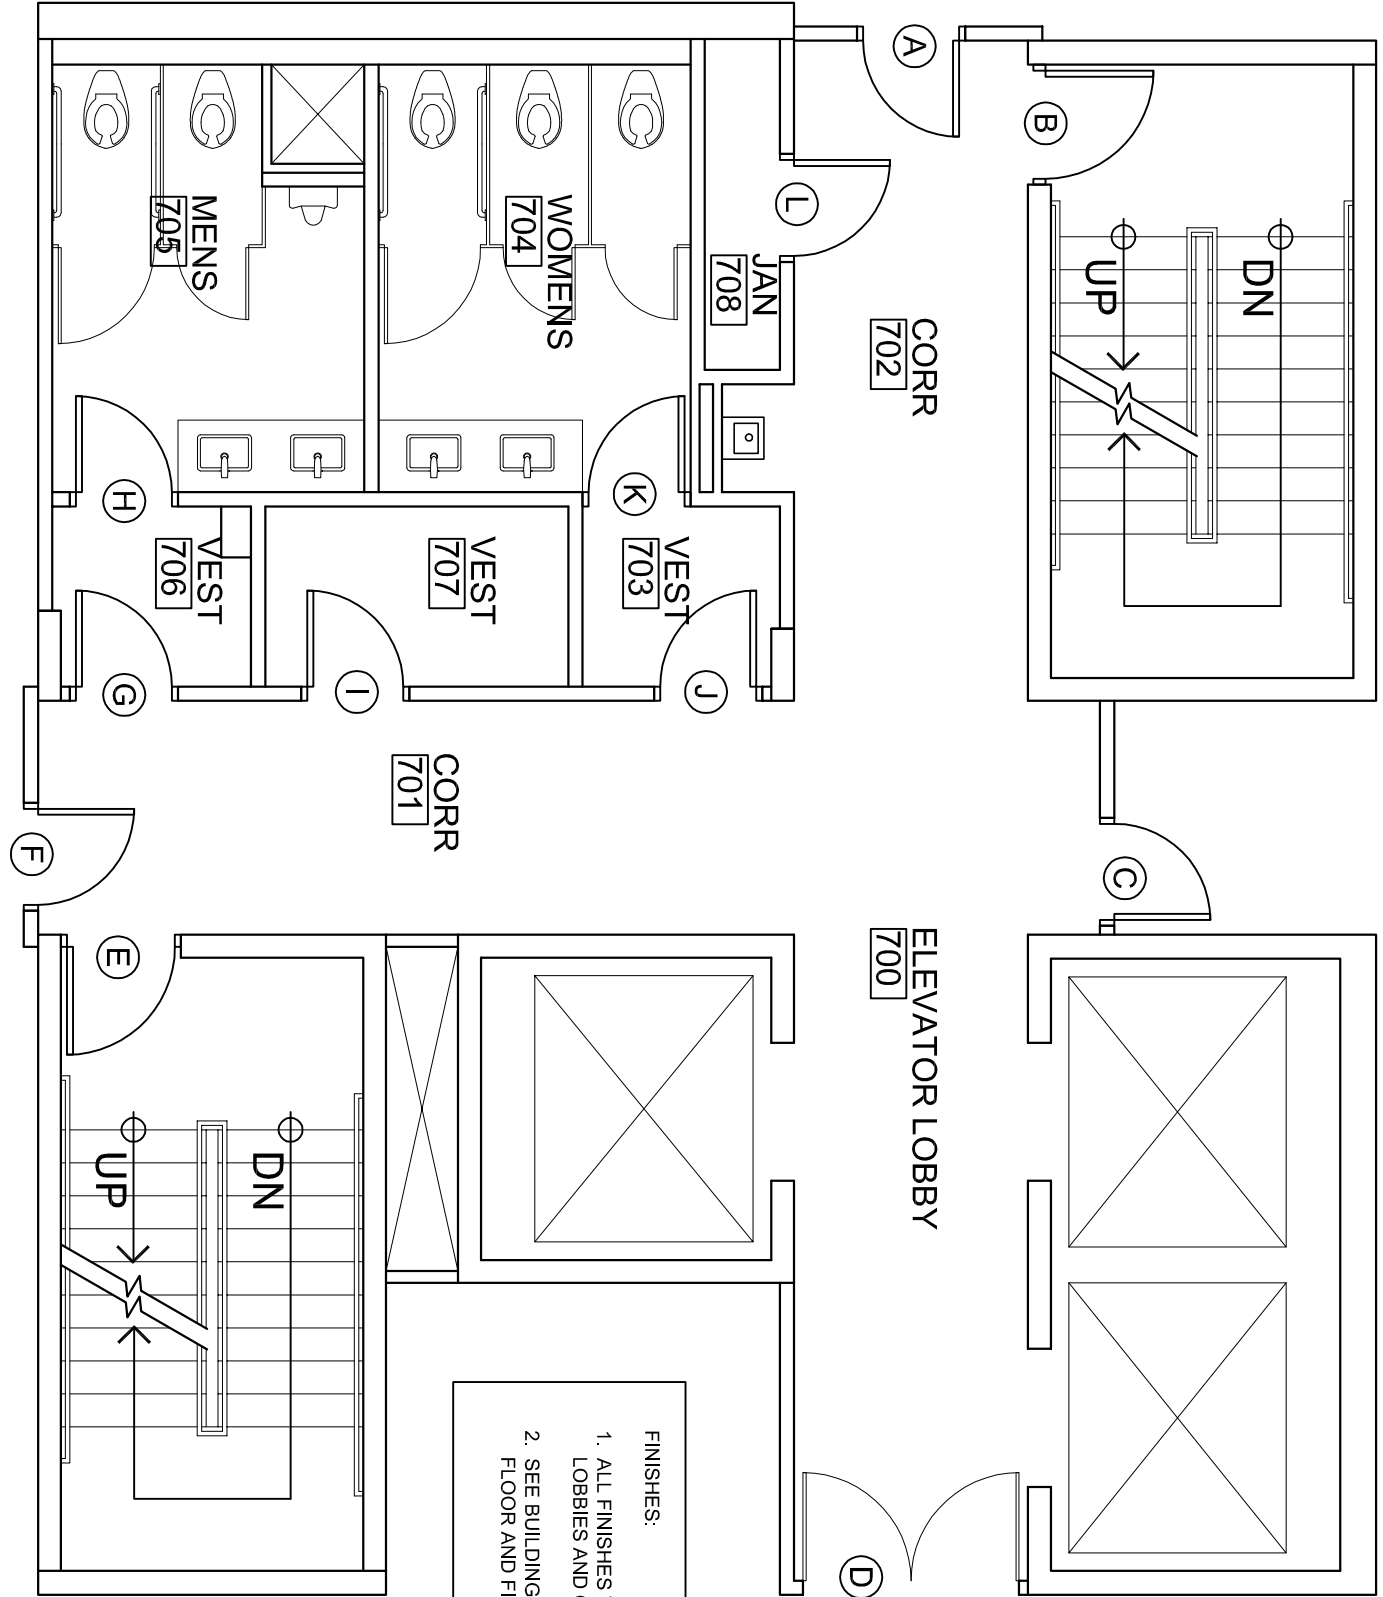 A
B
L
MENS
705
WOMENS
704
JAN
708
CORR
702
UP
DN
H
K
VEST
706
VEST
707
VEST
703
G
I
J
CORR
701
F
E
C
ELEVATOR LOBBY
700
UP
DN
FINISHES:
1. ALL FINISHES
LOBBIES AND
2. SEE BUILDING
FLOOR AND
D